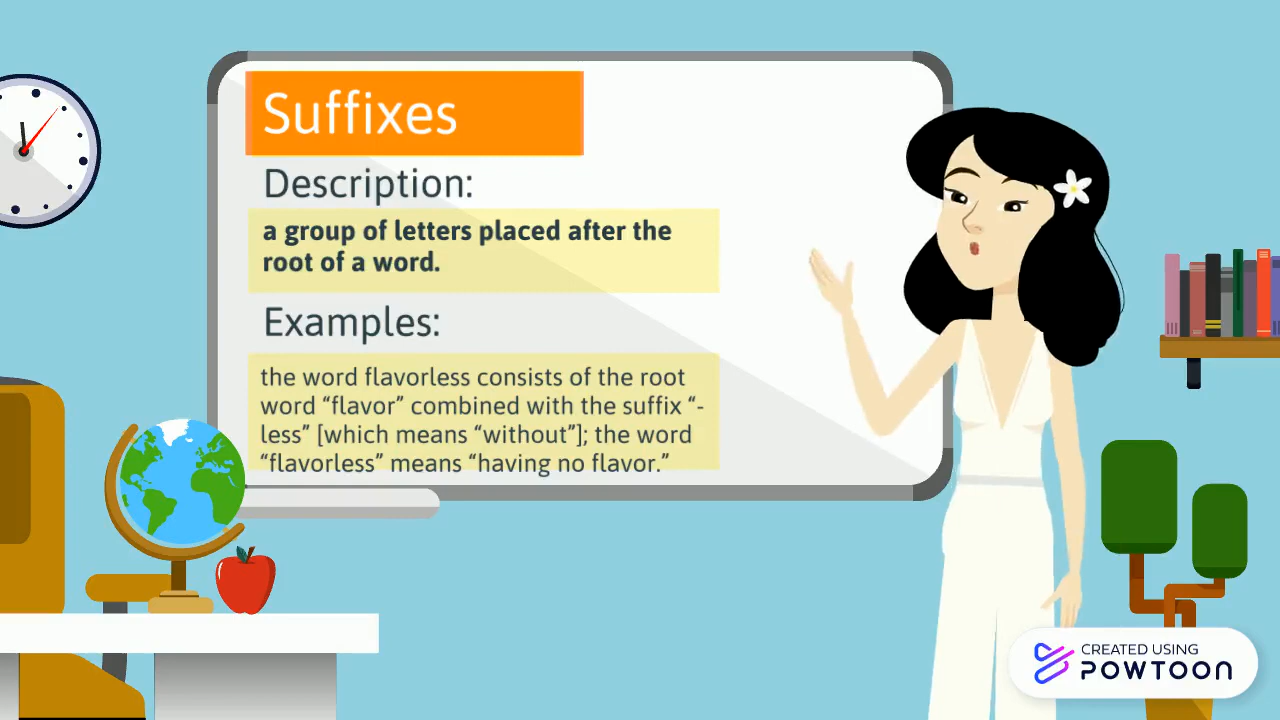 Suffixes
Description:
a group of letters placed after the
root of a word.
Examples:
the word flavorless consists of the root
word “flavor” combined with the suffix “-
less” [which means “without”]; the word
“flavorless” means “having no flavor.”
CREATED USING
POWTOON